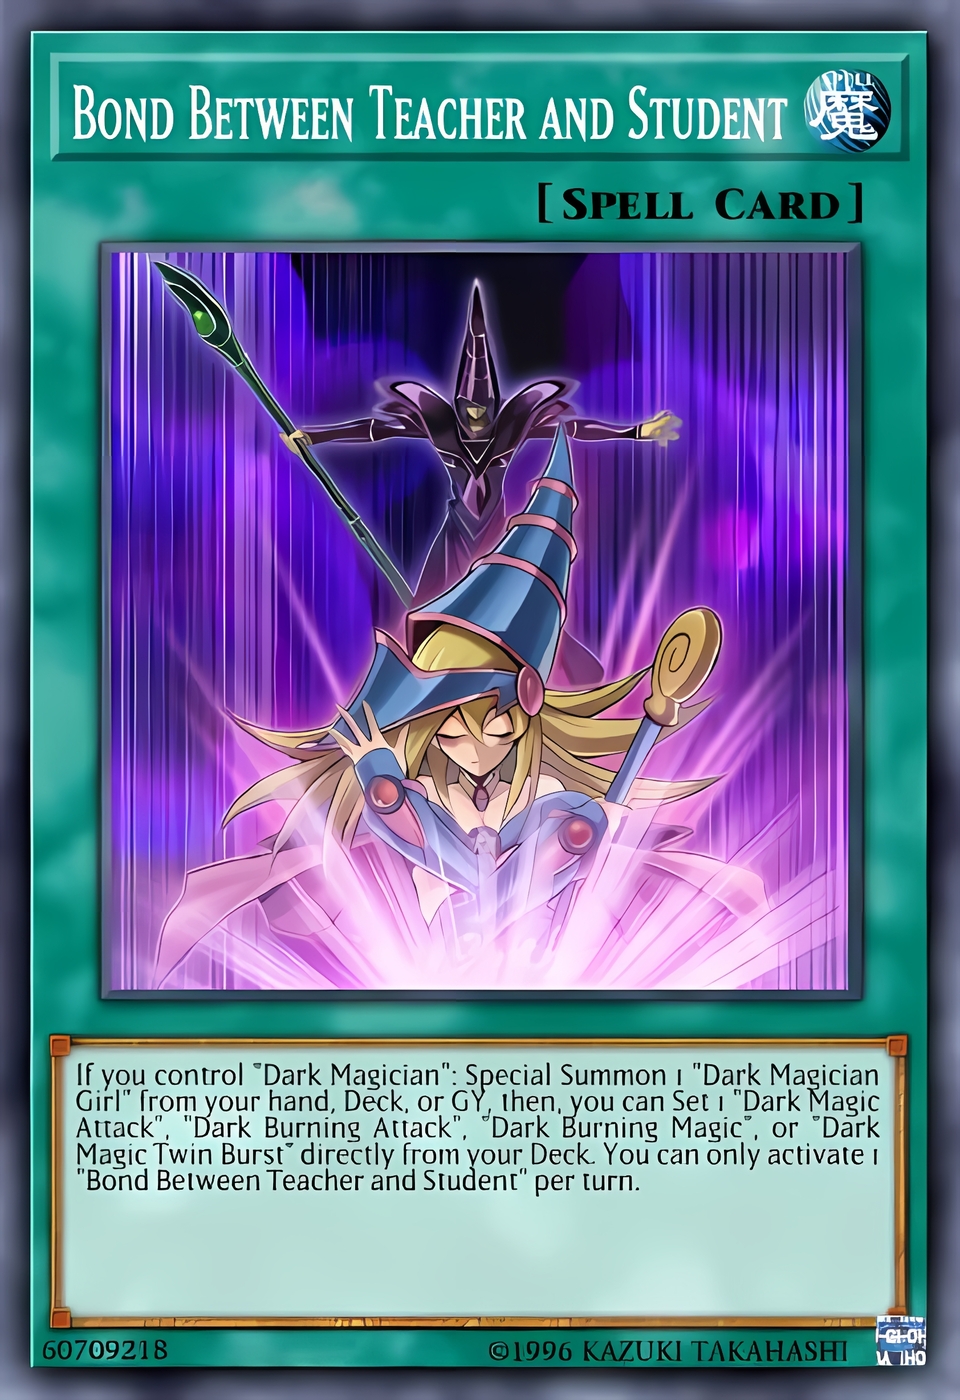 BOND BETWEEN TEACHER AND STUDENT 魔
[SPELL CARD]
If you control "Dark Magician": Special Summon 1 "Dark Magician
Girl" from your hand, Deck, or GY, then, you can Set 1 "Dark Magic
Attack", "Dark Burning Attack", "Dark Burning Magic", or "Dark
Magic Twin Burst" directly from your Deck. You can only activate 1
"Bond Between Teacher and Student" per turn.
60709218 ©1996 KAZUKI TAKAHASHI